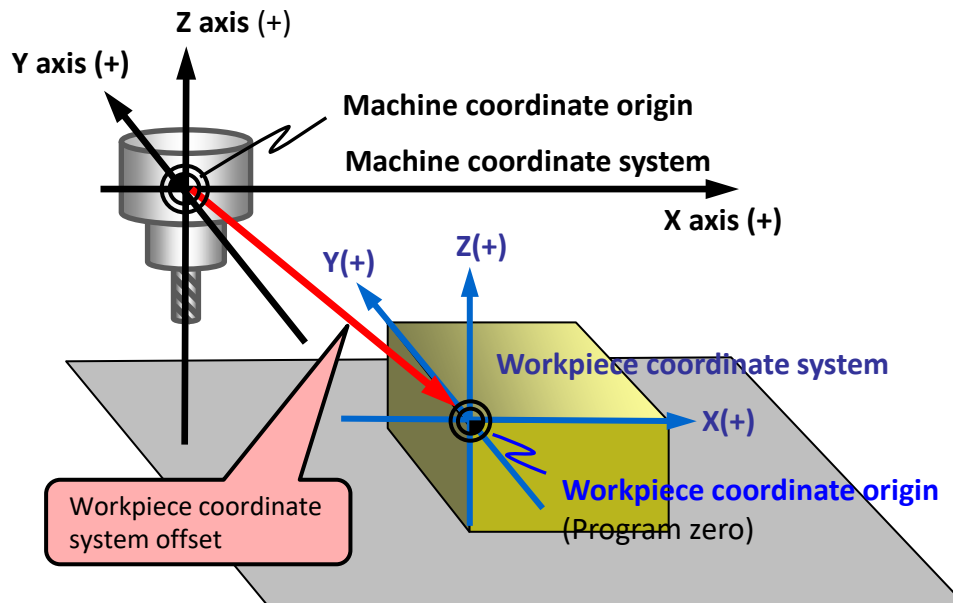 Z axis (+)
Y axis (+)
Machine coordinate origin
Machine coordinate system
X axis (+)
Z(+)
Y(+)
Workpiece coordinate system
X(+)
Workpiece coordinate origin
(Program zero)
Workpiece coordinate
system offset